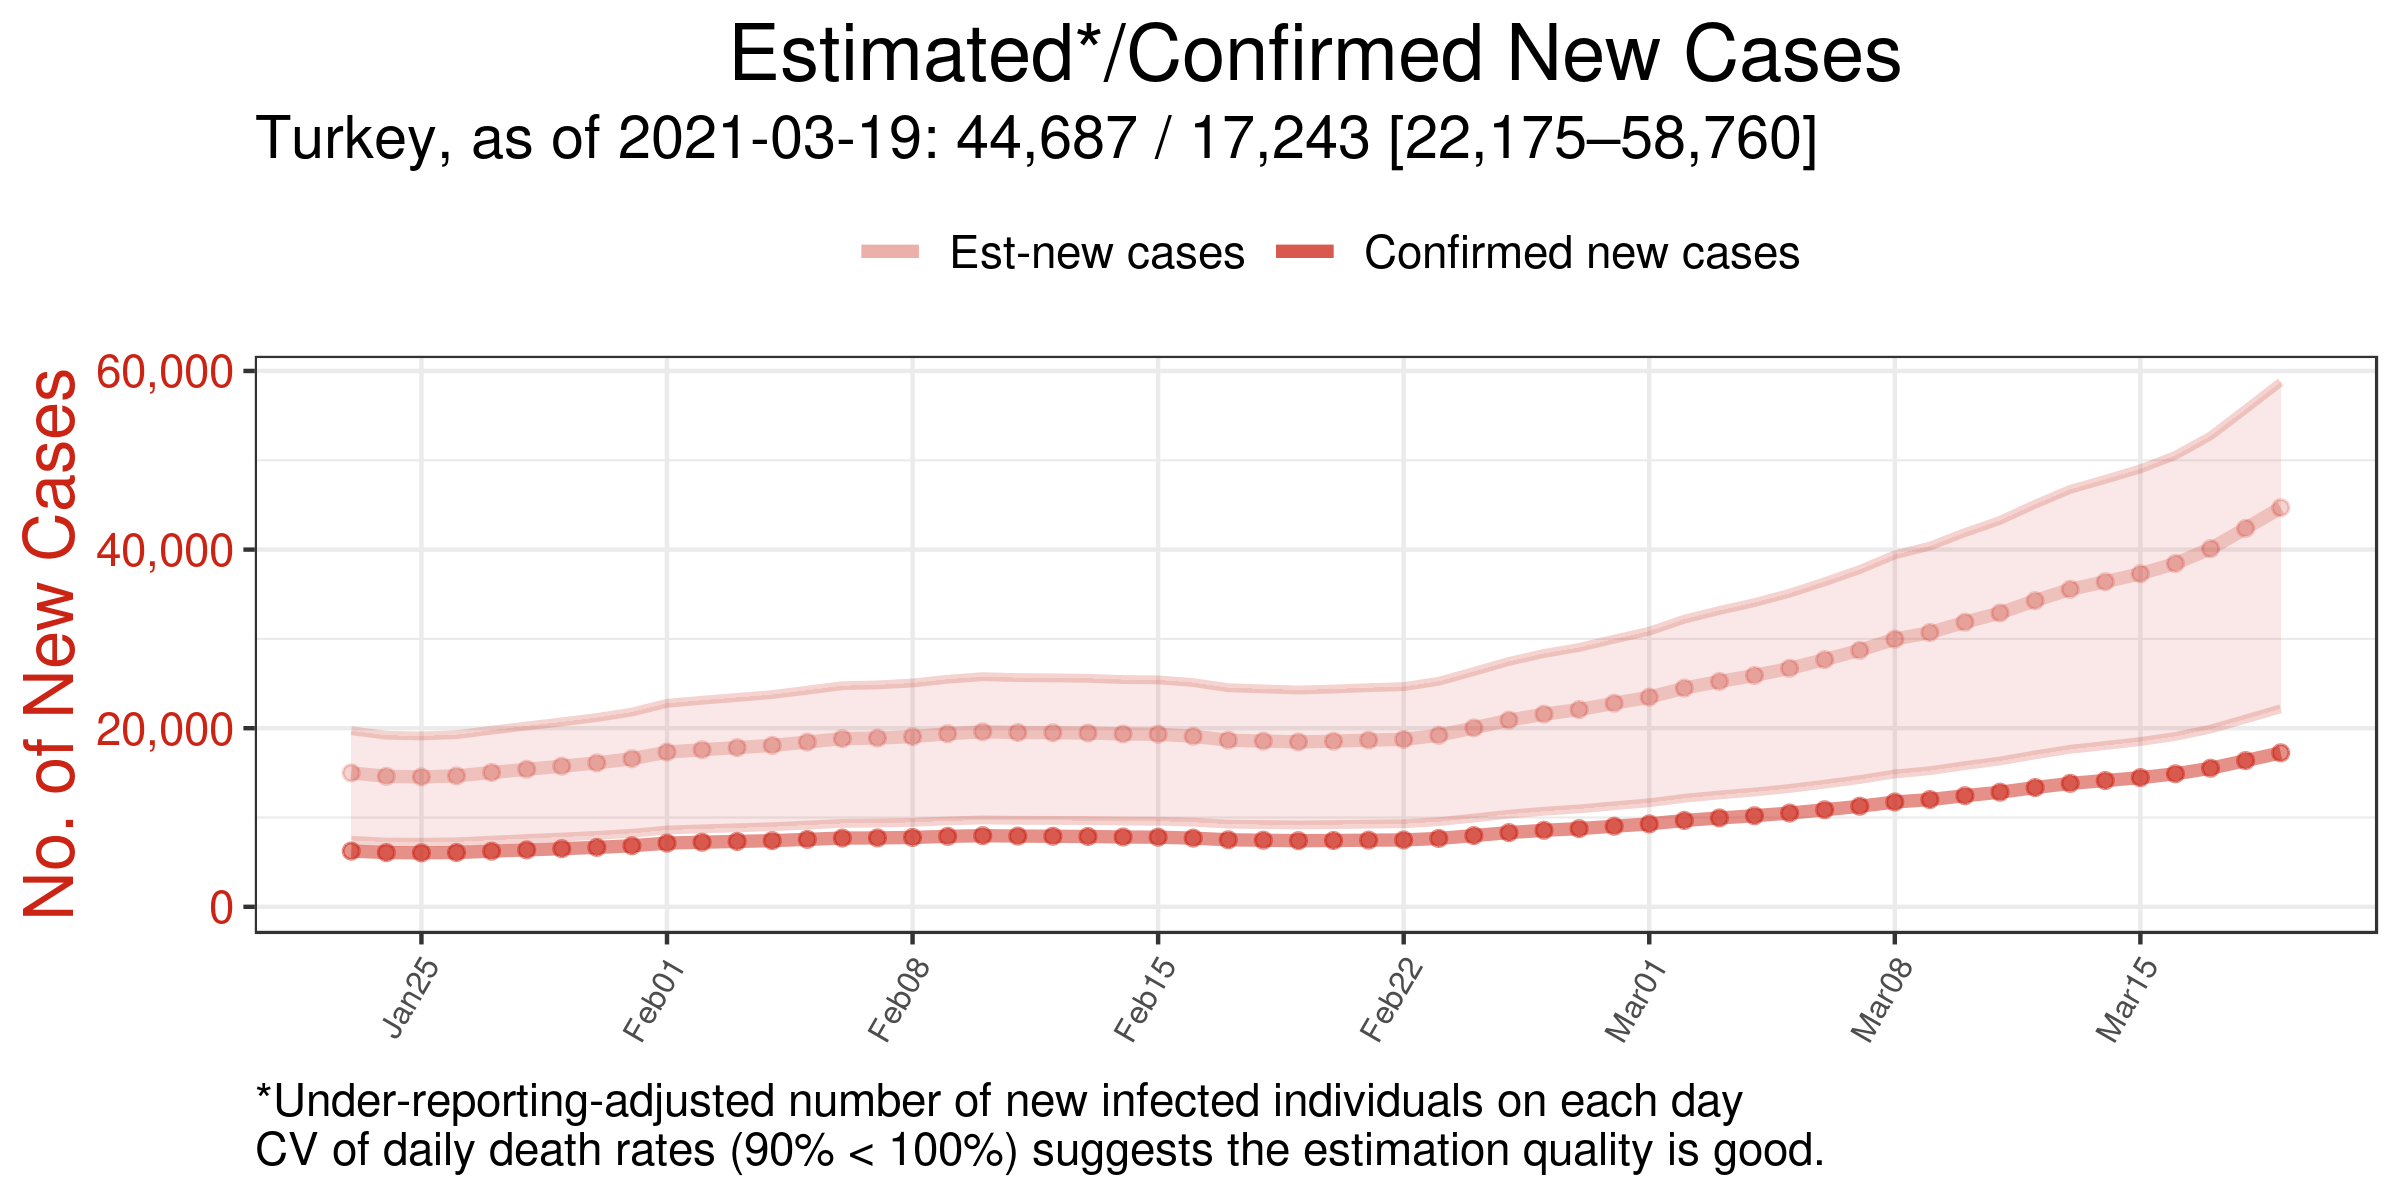 Estimated*/Confirmed New Cases
Turkey, as of 2021-03-19: 44,687 / 17,243 [22,175–58,760]
Est-new cases
Confirmed new cases
No. of New Cases
60,000
40,000
20,000
0
Jan25
Feb01
Feb08
Feb15
Feb22
Mar01
Mar08
Mar15
*Under-reporting-adjusted number of new infected individuals on each day
CV of daily death rates (90% < 100%) suggests the estimation quality is good.